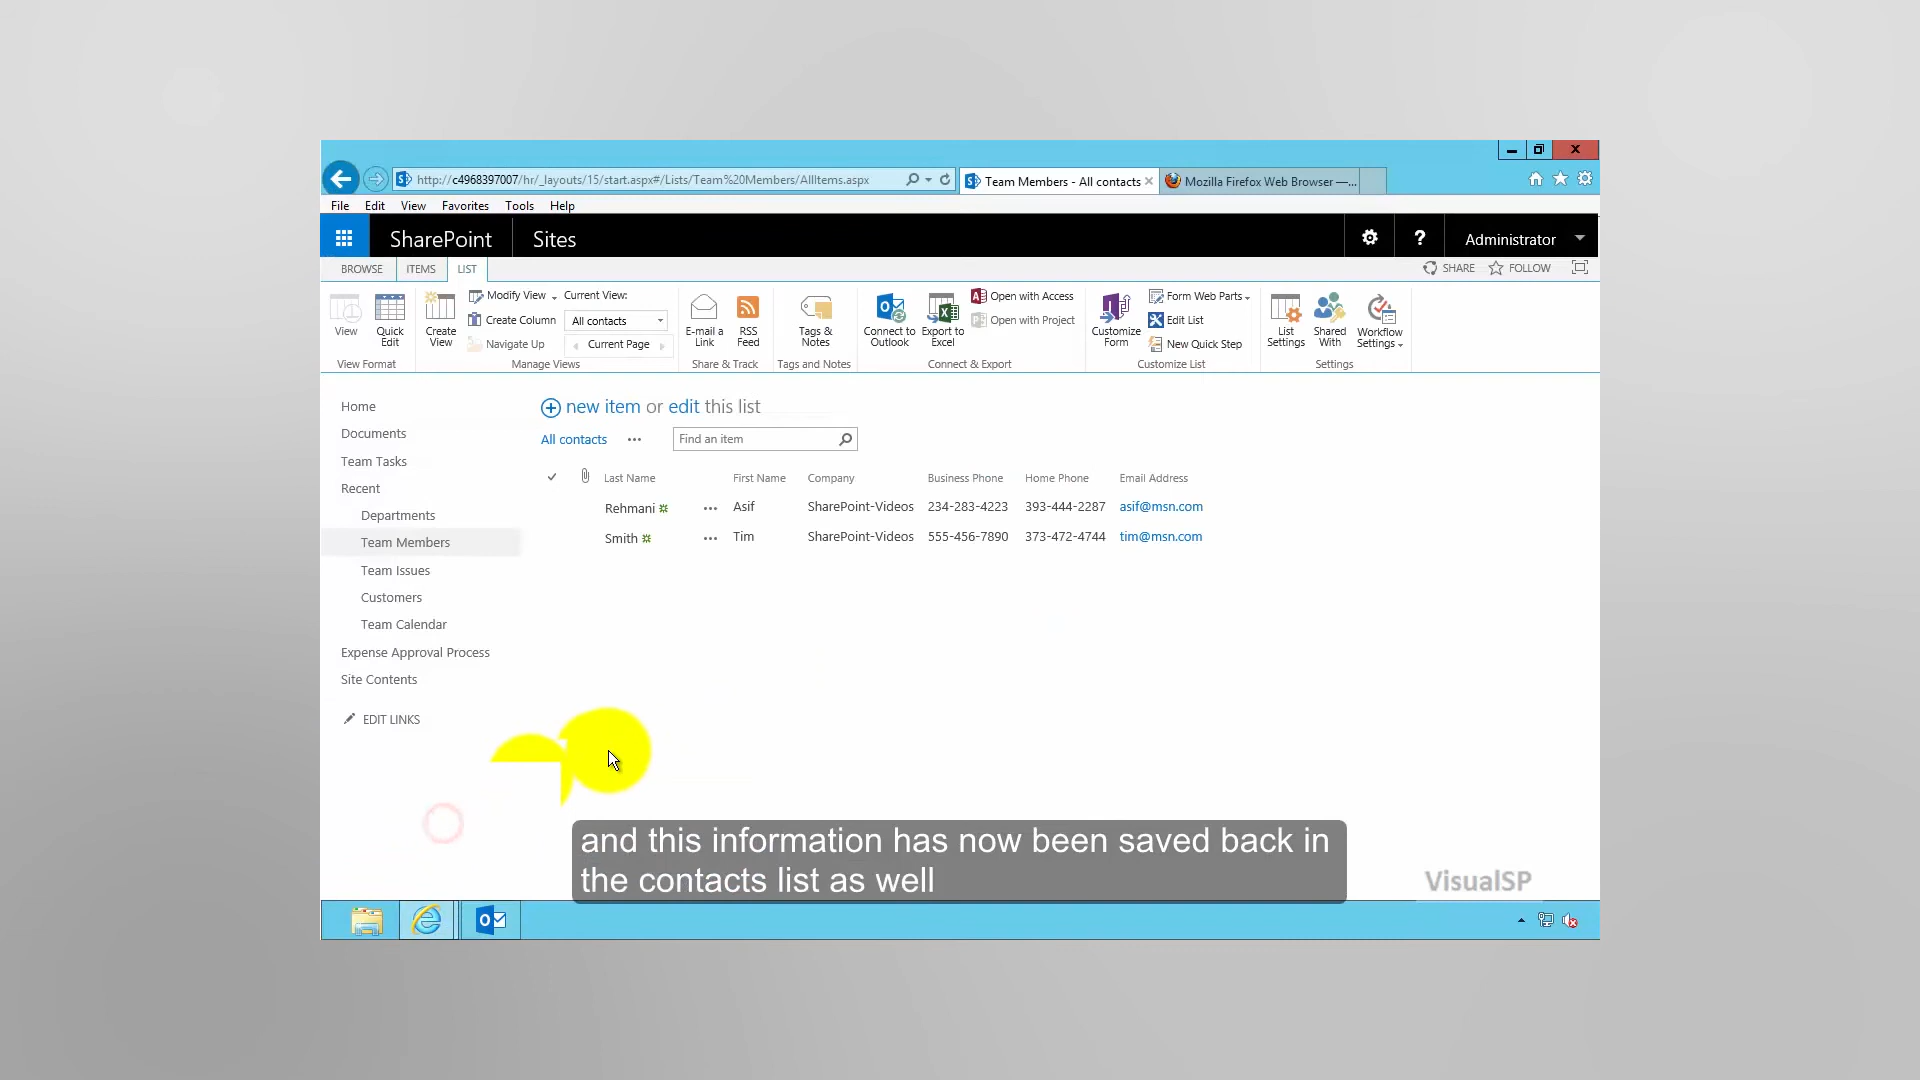 http://c4968397007/hr/_layouts/15/start.aspx#/Lists/Team%20Members/AllItems.aspx
Team Members - All contacts
Mozilla Firefox Web Browser —...
File Edit View Favorites Tools Help
SharePoint Sites
? Administrator
BROWSE ITEMS LIST
SHARE FOLLOW
View
Quick Edit
View Format
Create View
Modify View
Create Column
Navigate Up
Current View:
All contacts
Current Page
Manage Views
E-mail a Link
RSS Feed
Share & Track
Tags & Notes
Tags and Notes
Connect to Outlook
Export to Excel
Open with Access
Open with Project
Connect & Export
Customize Form
Form Web Parts
Edit List
New Quick Step
Customize List
List Settings
Shared With
Workflow Settings
Settings
Home
Documents
Team Tasks
Recent
Departments
Team Members
Team Issues
Customers
Team Calendar
Expense Approval Process
Site Contents
EDIT LINKS
new item or edit this list
All contacts ... Find an item
Last Name First Name Company Business Phone Home Phone Email Address
Rehmani ... Asif SharePoint-Videos 234-283-4223 393-444-2287 asif@msn.com
Smith ... Tim SharePoint-Videos 555-456-7890 373-472-4744 tim@msn.com
and this information has now been saved back in
the contacts list as well
VisualSP